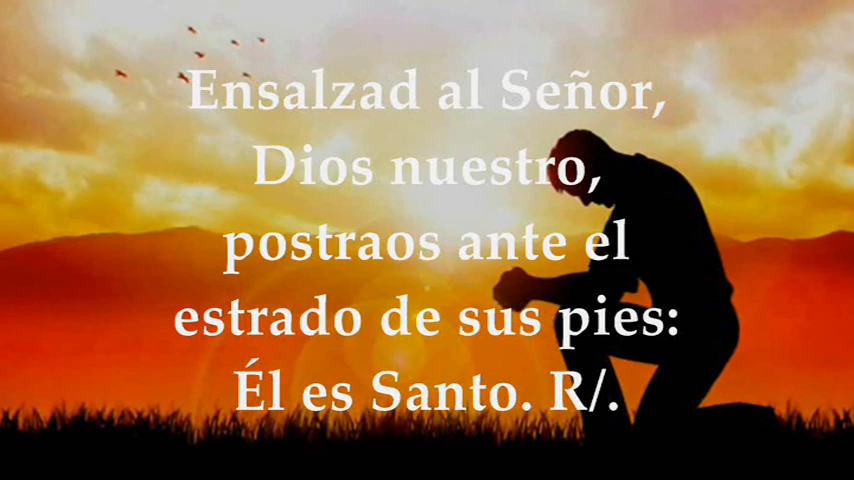 Ensalzad al Señor,
Dios nuestro,
postraos ante el
estrado de sus pies:
Él es Santo. R/.